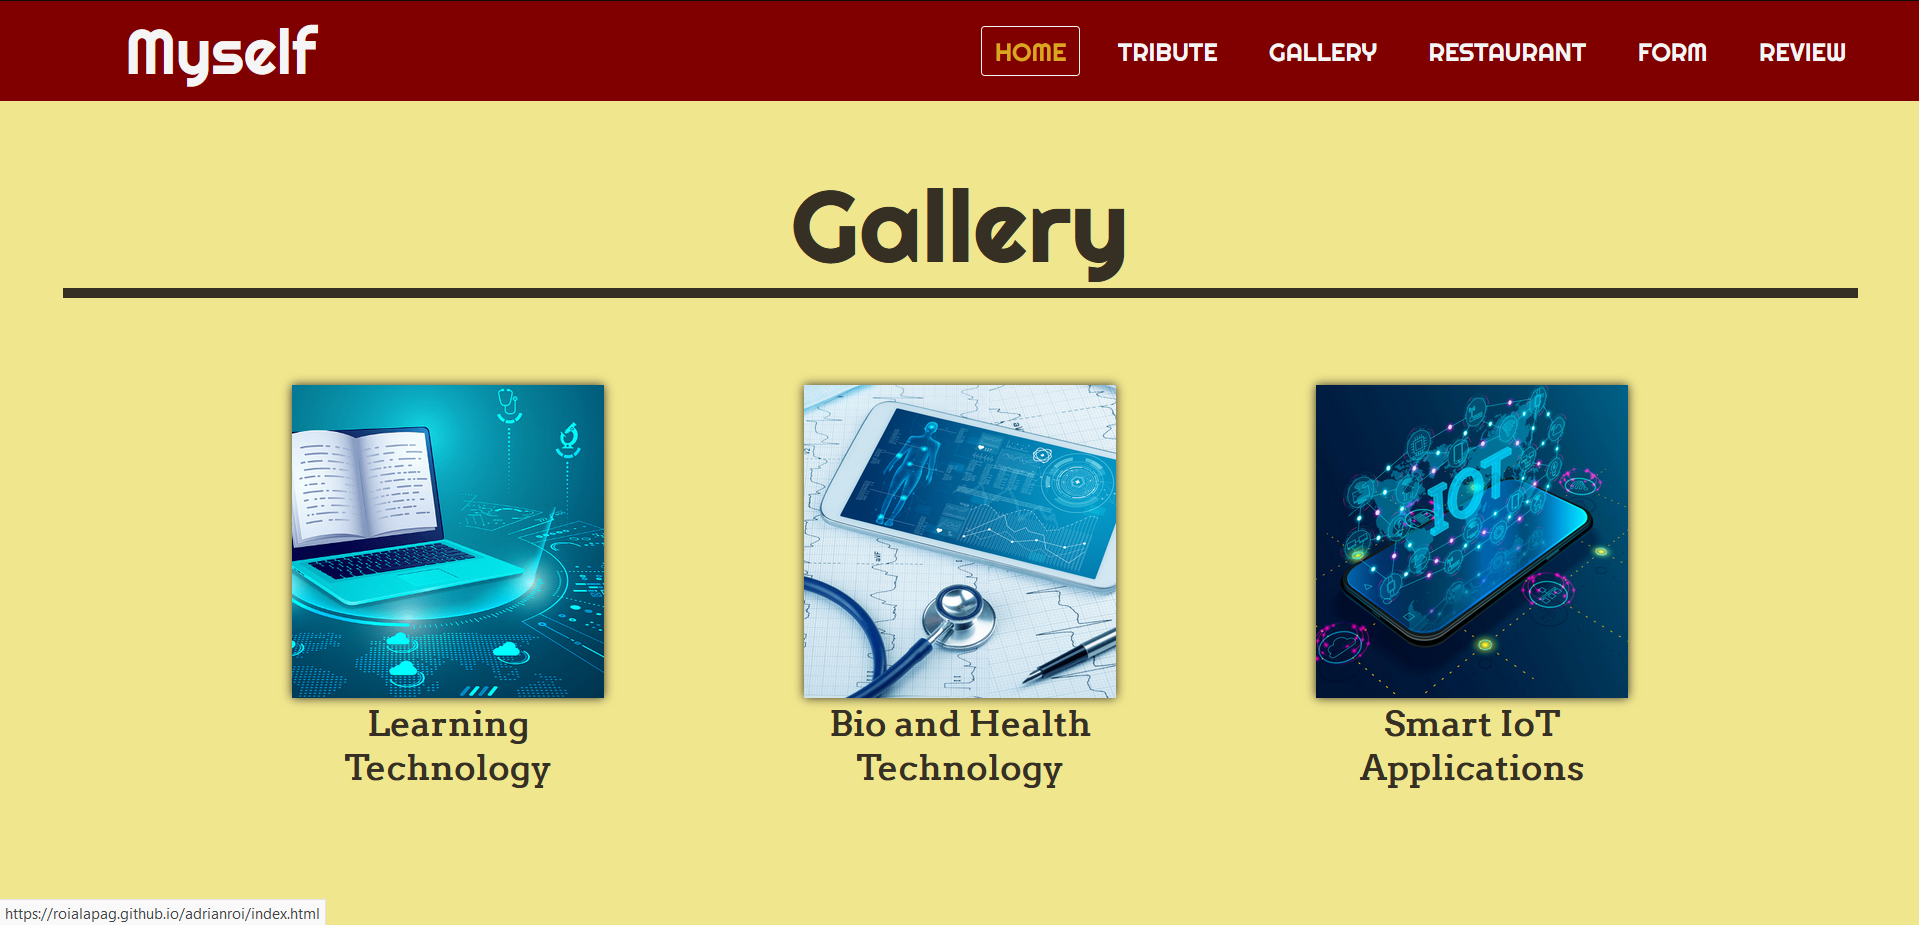 Myself
HOME TRIBUTE GALLERY RESTAURANT FORM REVIEW
Gallery
IOT
Learning
Technology
Bio and Health
Technology
Smart IoT
Applications
https://roialapag.github.io/adrianroi/index.html